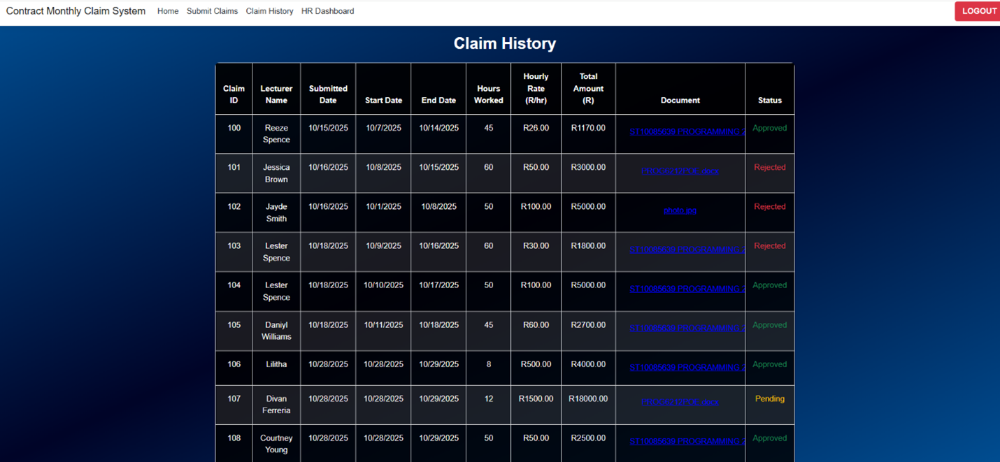 Contract Monthly Claim System Home Submit Claims Claim History HR Dashboard LOGOUT
Claim History
Claim ID Lecturer Name Submitted Date Start Date End Date Hours Worked Hourly Rate (R/hr) Total Amount (R) Document Status
100 Reeze Spence 10/15/2025 10/7/2025 10/14/2025 45 R26.00 R1170.00 ST10085639 PROGRAMMING 2 Approved
101 Jessica Brown 10/16/2025 10/8/2025 10/15/2025 60 R50.00 R3000.00 PROG6212POE.docx Rejected
102 Jayde Smith 10/16/2025 10/1/2025 10/8/2025 50 R100.00 R5000.00 photo.jpg Rejected
103 Lester Spence 10/18/2025 10/9/2025 10/16/2025 60 R30.00 R1800.00 ST10085639 PROGRAMMING 2 Rejected
104 Lester Spence 10/18/2025 10/10/2025 10/17/2025 50 R100.00 R5000.00 ST10085639 PROGRAMMING 2 Approved
105 Daniyl Williams 10/18/2025 10/11/2025 10/18/2025 45 R60.00 R2700.00 ST10085639 PROGRAMMING 2 Approved
106 Lilitha 10/28/2025 10/28/2025 10/29/2025 8 R500.00 R4000.00 ST10085639 PROGRAMMING 2 Approved
107 Divan Ferreria 10/28/2025 10/28/2025 10/29/2025 12 R1500.00 R18000.00 PROG6212POE.docx Pending
108 Courtney Young 10/28/2025 10/28/2025 10/29/2025 50 R50.00 R2500.00 ST10085639 PROGRAMMING 2 Approved